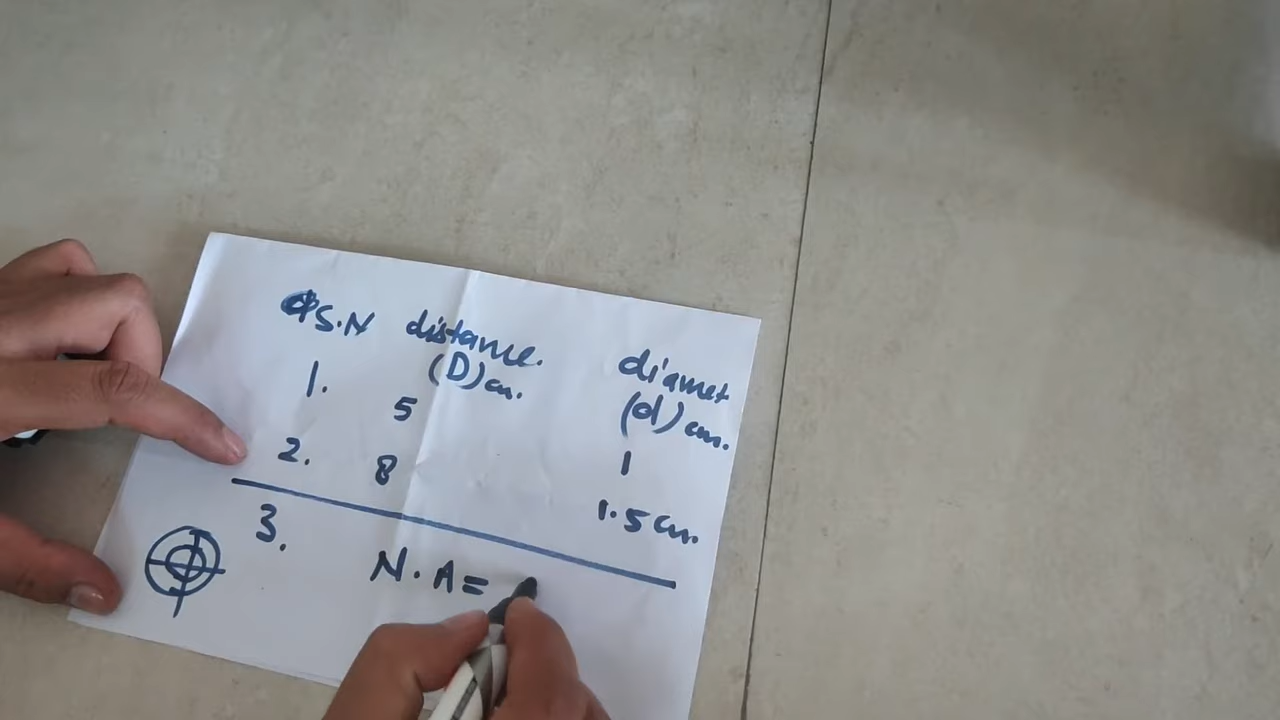 S.N distance. diamet
(D) cm. (d) cm.
1. 5 1
2. 8 1.5 cm.
3.
N.A =